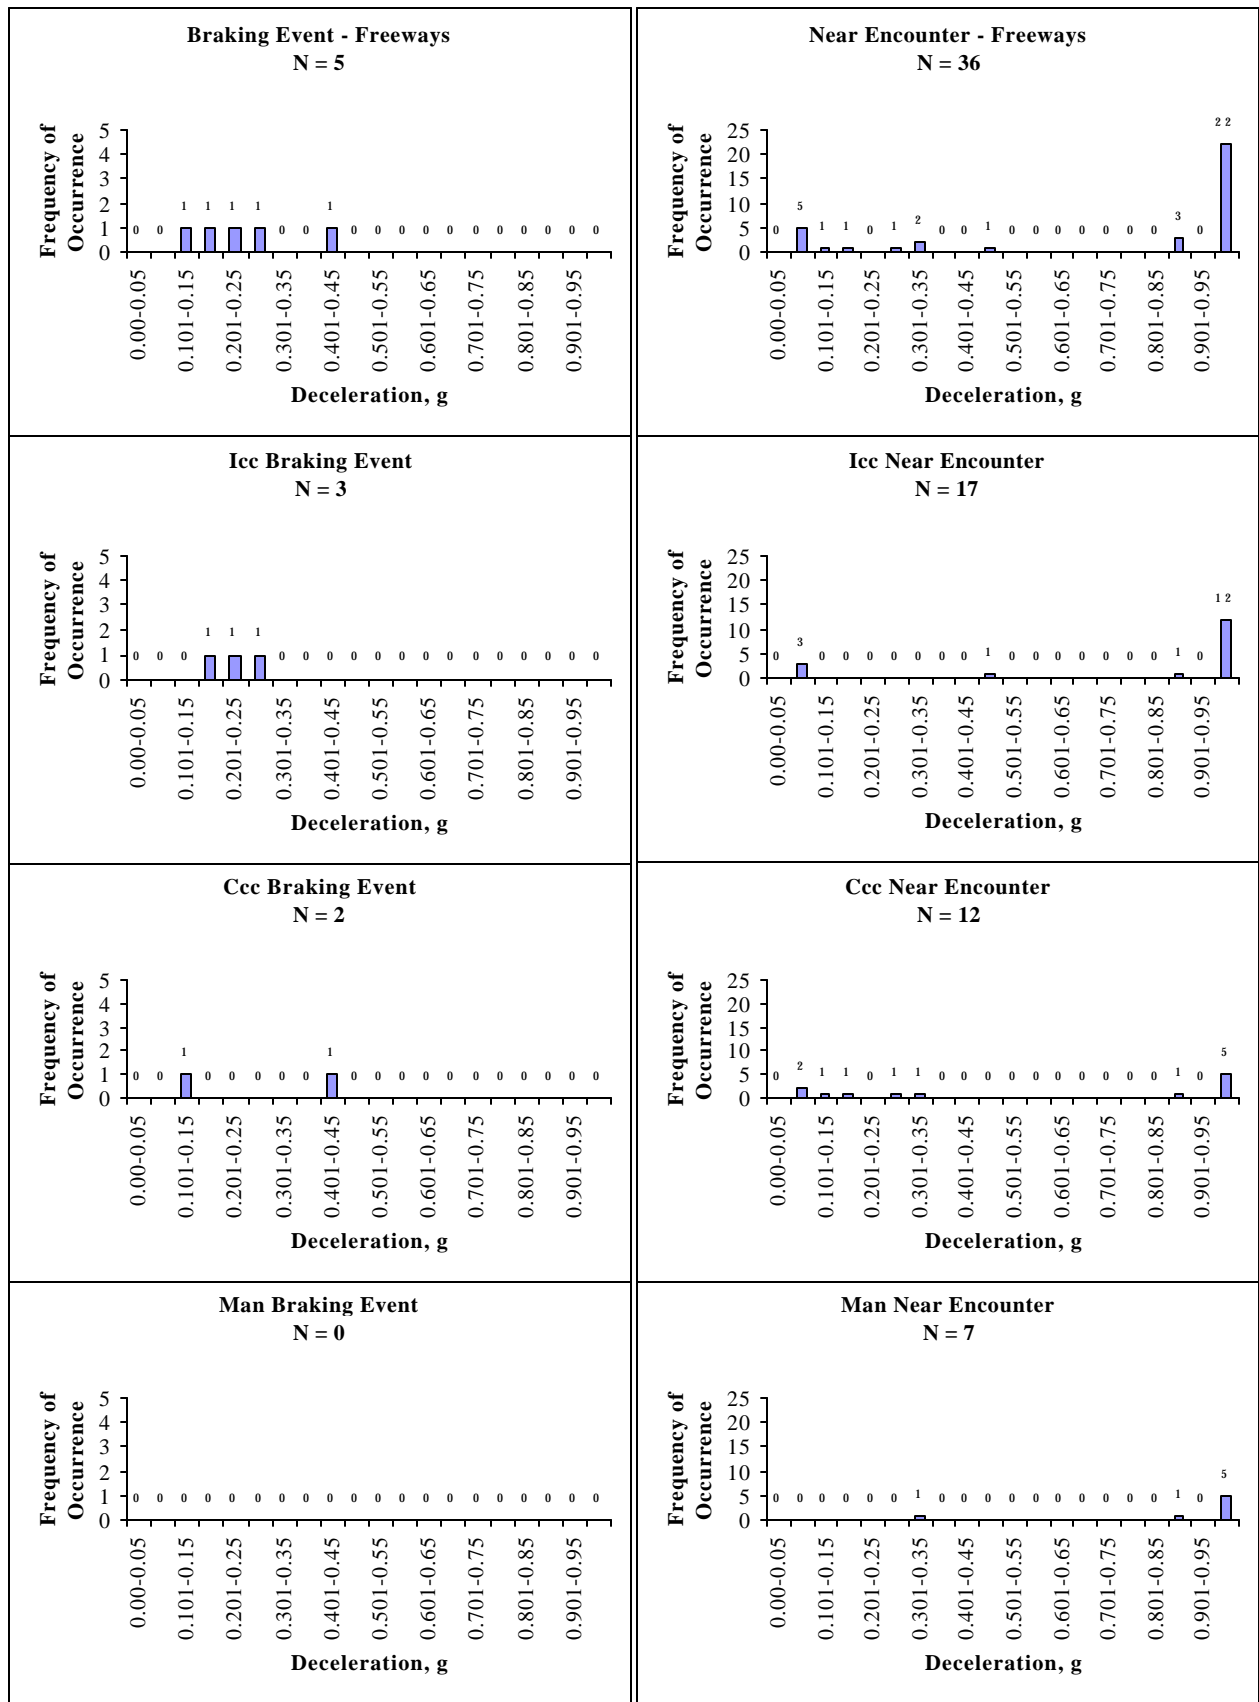 Braking Event - Freeways
N = 5
Frequency of
Occurrence
5
4
3
2
1
0
0 0 1 1 1 1 0 0 1 0 0 0 0 0 0 0 0 0 0 0
0.00-0.05
0.101-0.15
0.201-0.25
0.301-0.35
0.401-0.45
0.501-0.55
0.601-0.65
0.701-0.75
0.801-0.85
0.901-0.95
Deceleration, g
Near Encounter - Freeways
N = 36
Frequency of
Occurrence
25
20
15
10
5
0
0 5 1 1 0 1 2 0 0 1 0 0 0 0 0 0 0 3 0 22
0.00-0.05
0.101-0.15
0.201-0.25
0.301-0.35
0.401-0.45
0.501-0.55
0.601-0.65
0.701-0.75
0.801-0.85
0.901-0.95
Deceleration, g
Icc Braking Event
N = 3
Frequency of
Occurrence
5
4
3
2
1
0
0 0 0 1 1 1 0 0 0 0 0 0 0 0 0 0 0 0 0 0
0.00-0.05
0.101-0.15
0.201-0.25
0.301-0.35
0.401-0.45
0.501-0.55
0.601-0.65
0.701-0.75
0.801-0.85
0.901-0.95
Deceleration, g
Icc Near Encounter
N = 17
Frequency of
Occurrence
25
20
15
10
5
0
0 3 0 0 0 0 0 0 0 1 0 0 0 0 0 0 0 1 0 12
0.00-0.05
0.101-0.15
0.201-0.25
0.301-0.35
0.401-0.45
0.501-0.55
0.601-0.65
0.701-0.75
0.801-0.85
0.901-0.95
Deceleration, g
Ccc Braking Event
N = 2
Frequency of
Occurrence
5
4
3
2
1
0
0 0 1 0 0 0 0 0 1 0 0 0 0 0 0 0 0 0 0 0
0.00-0.05
0.101-0.15
0.201-0.25
0.301-0.35
0.401-0.45
0.501-0.55
0.601-0.65
0.701-0.75
0.801-0.85
0.901-0.95
Deceleration, g
Ccc Near Encounter
N = 12
Frequency of
Occurrence
25
20
15
10
5
0
0 2 1 1 0 1 1 0 0 0 0 0 0 0 0 0 0 1 0 5
0.00-0.05
0.101-0.15
0.201-0.25
0.301-0.35
0.401-0.45
0.501-0.55
0.601-0.65
0.701-0.75
0.801-0.85
0.901-0.95
Deceleration, g
Man Braking Event
N = 0
Frequency of
Occurrence
5
4
3
2
1
0
0 0 0 0 0 0 0 0 0 0 0 0 0 0 0 0 0 0 0 0
0.00-0.05
0.101-0.15
0.201-0.25
0.301-0.35
0.401-0.45
0.501-0.55
0.601-0.65
0.701-0.75
0.801-0.85
0.901-0.95
Deceleration, g
Man Near Encounter
N = 7
Frequency of
Occurrence
25
20
15
10
5
0
0 0 0 0 0 0 1 0 0 0 0 0 0 0 0 0 0 1 0 5
0.00-0.05
0.101-0.15
0.201-0.25
0.301-0.35
0.401-0.45
0.501-0.55
0.601-0.65
0.701-0.75
0.801-0.85
0.901-0.95
Deceleration, g